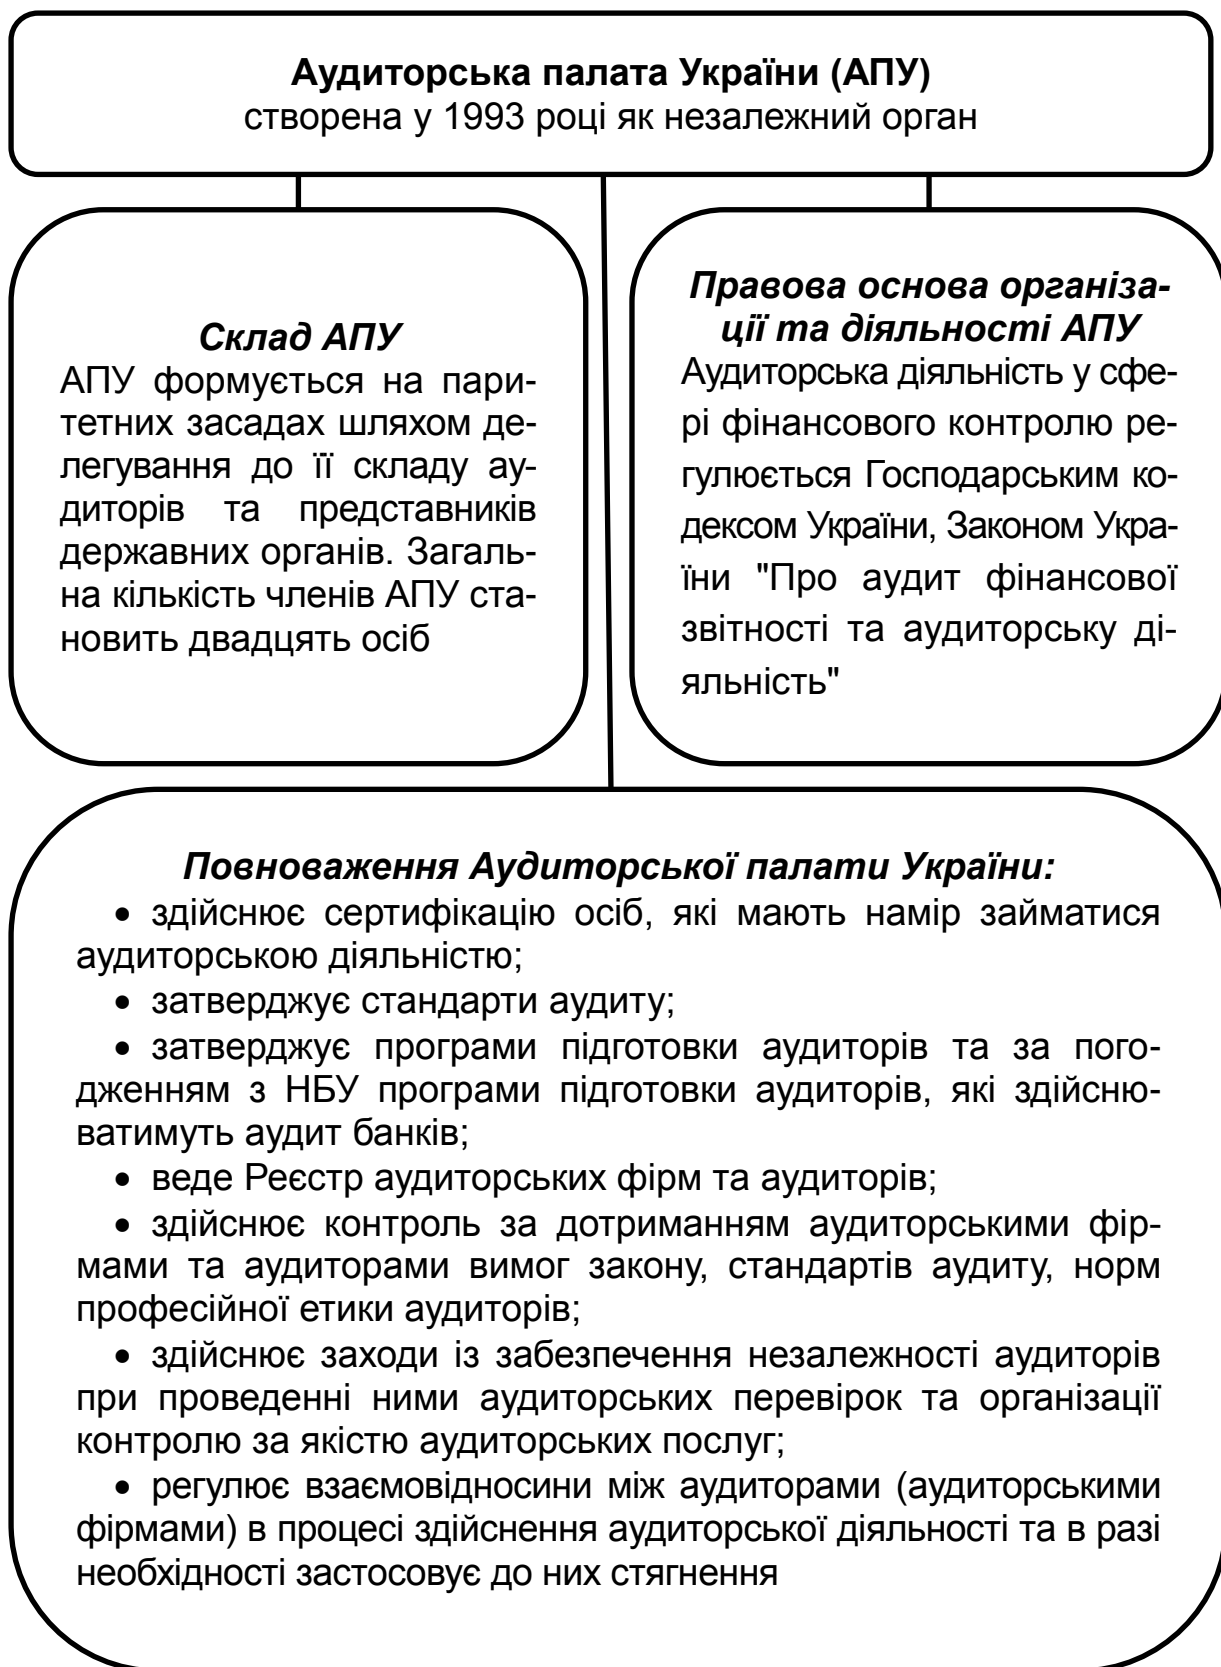 Аудиторська палата України (АПУ)
створена у 1993 році як незалежний орган
Склад АПУ
АПУ формується на пари-
тетних засадах шляхом де-
легування до її складу ау-
диторів та представників
державних органів. Загаль-
на кількість членів АПУ ста-
новить двадцять осіб
Правова основа організа-
ції та діяльності АПУ
Аудиторська діяльність у сфе-
рі фінансового контролю ре-
гулюється Господарським ко-
дексом України, Законом Укра-
їни "Про аудит фінансової
звітності та аудиторську ді-
яльність"
Повноваження Аудиторської палати України:
• здійснює сертифікацію осіб, які мають намір займатися
аудиторською діяльністю;
• затверджує стандарти аудиту;
• затверджує програми підготовки аудиторів та за пого-
дженням з НБУ програми підготовки аудиторів, які здійсню-
ватимуть аудит банків;
• веде Реєстр аудиторських фірм та аудиторів;
• здійснює контроль за дотриманням аудиторськими фір-
мами та аудиторами вимог закону, стандартів аудиту, норм
професійної етики аудиторів;
• здійснює заходи із забезпечення незалежності аудиторів
при проведенні ними аудиторських перевірок та організації
контролю за якістю аудиторських послуг;
• регулює взаємовідносини між аудиторами (аудиторськими
фірмами) в процесі здійснення аудиторської діяльності та в разі
необхідності застосовує до них стягнення